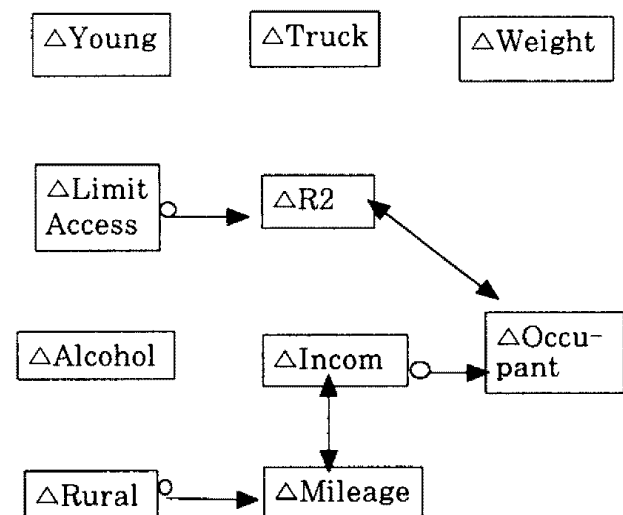 △Young
△Truck
△Weight
△Limit
Access
△R2
△Alcohol
△Incom
△Occu-
pant
△Rural
△Mileage